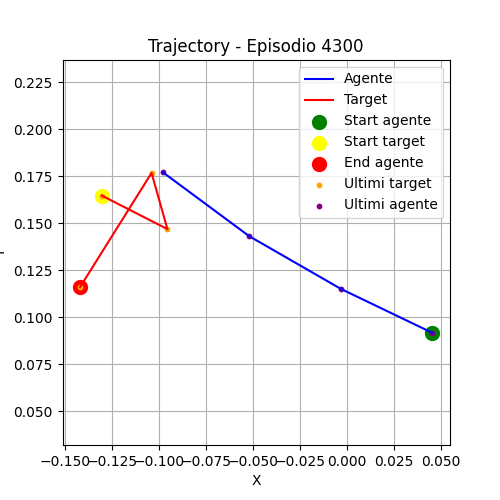 Trajectory - Episodio 4300
Agente
Target
Start agente
Start target
End agente
Ultimi target
Ultimi agente
0.225
0.200
0.175
0.150
0.125
0.100
0.075
0.050
−0.150 −0.125 −0.100 −0.075 −0.050 −0.025 0.000 0.025 0.050
X